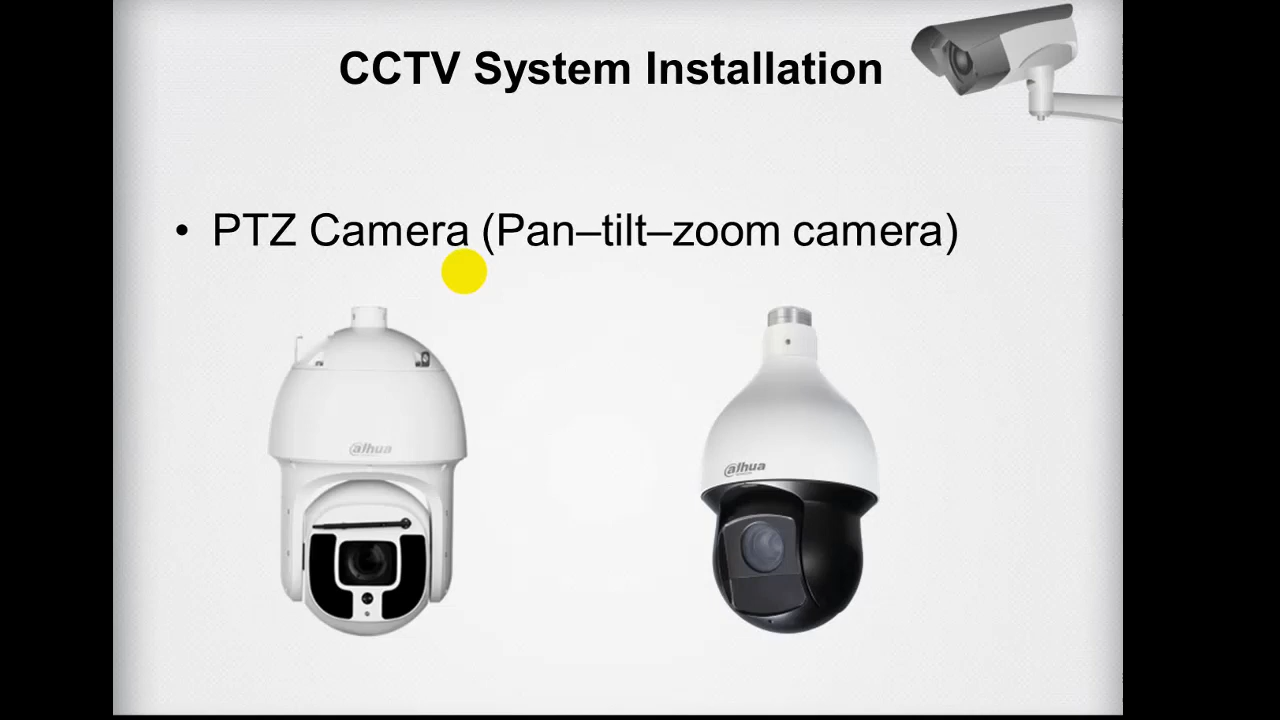 CCTV System Installation
• PTZ Camera (Pan–tilt–zoom camera)
alhua
alhua